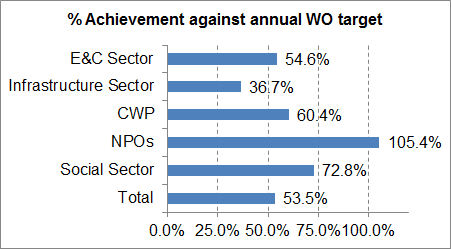 % Achievement against annual WO target
E&C Sector 54.6%
Infrastructure Sector 36.7%
CWP 60.4%
NPOs 105.4%
Social Sector 72.8%
Total 53.5%
0.0% 25.0% 50.0% 75.0% 100.0%